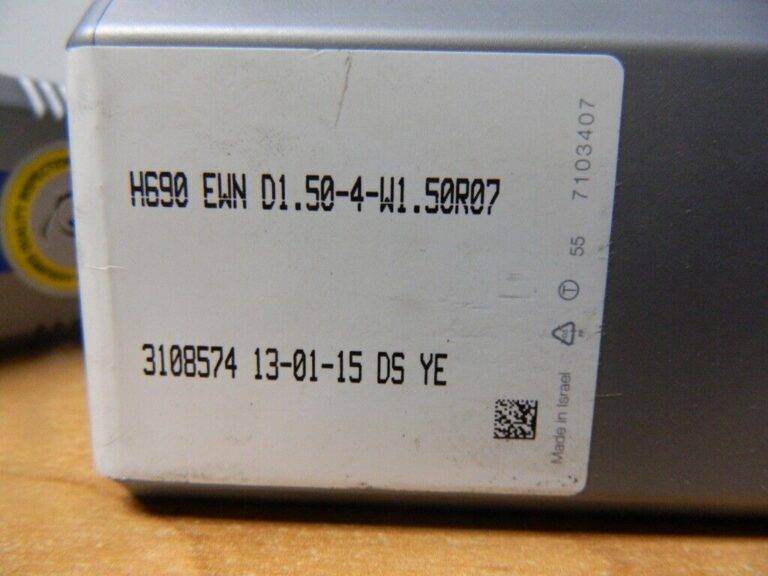 H690 EWN D1.50-4-W1.50R07
3108574 13-01-15 DS YE
Made in Israel
T 55 7103407